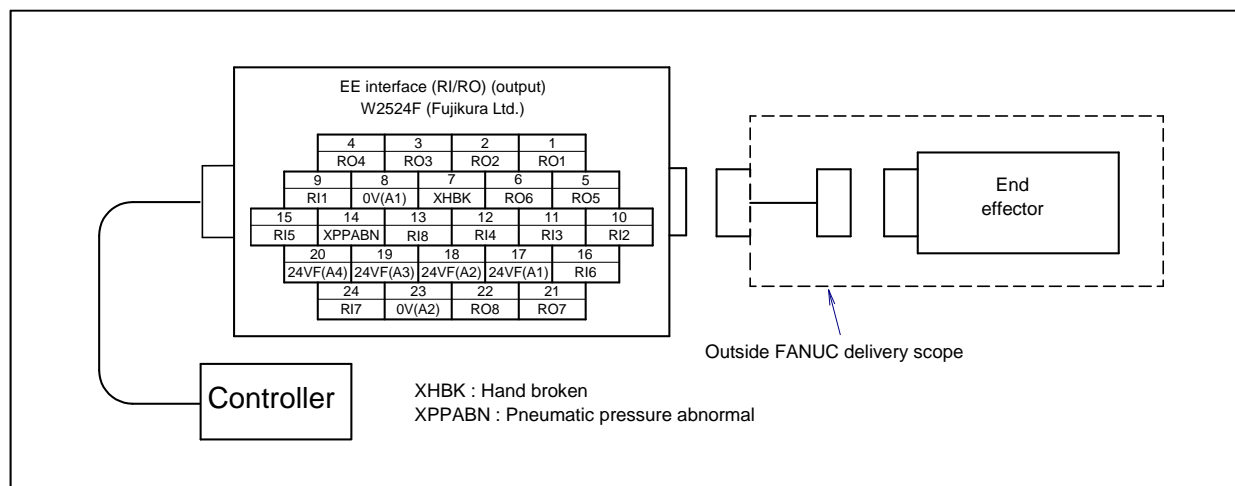 EE interface (RI/RO) (output)
W2524F (Fujikura Ltd.)
4 3 2 1
RO4 RO3 RO2 RO1
9 8 7 6 5
RI1 0V(A1) XHBK RO6 RO5
15 14 13 12 11 10
RI5 XPPABN RI8 RI4 RI3 RI2
20 19 18 17 16
24VF(A4) 24VF(A3) 24VF(A2) 24VF(A1) RI6
24 23 22 21
RI7 0V(A2) RO8 RO7
End
effector
Outside FANUC delivery scope
Controller
XHBK : Hand broken
XPPABN : Pneumatic pressure abnormal